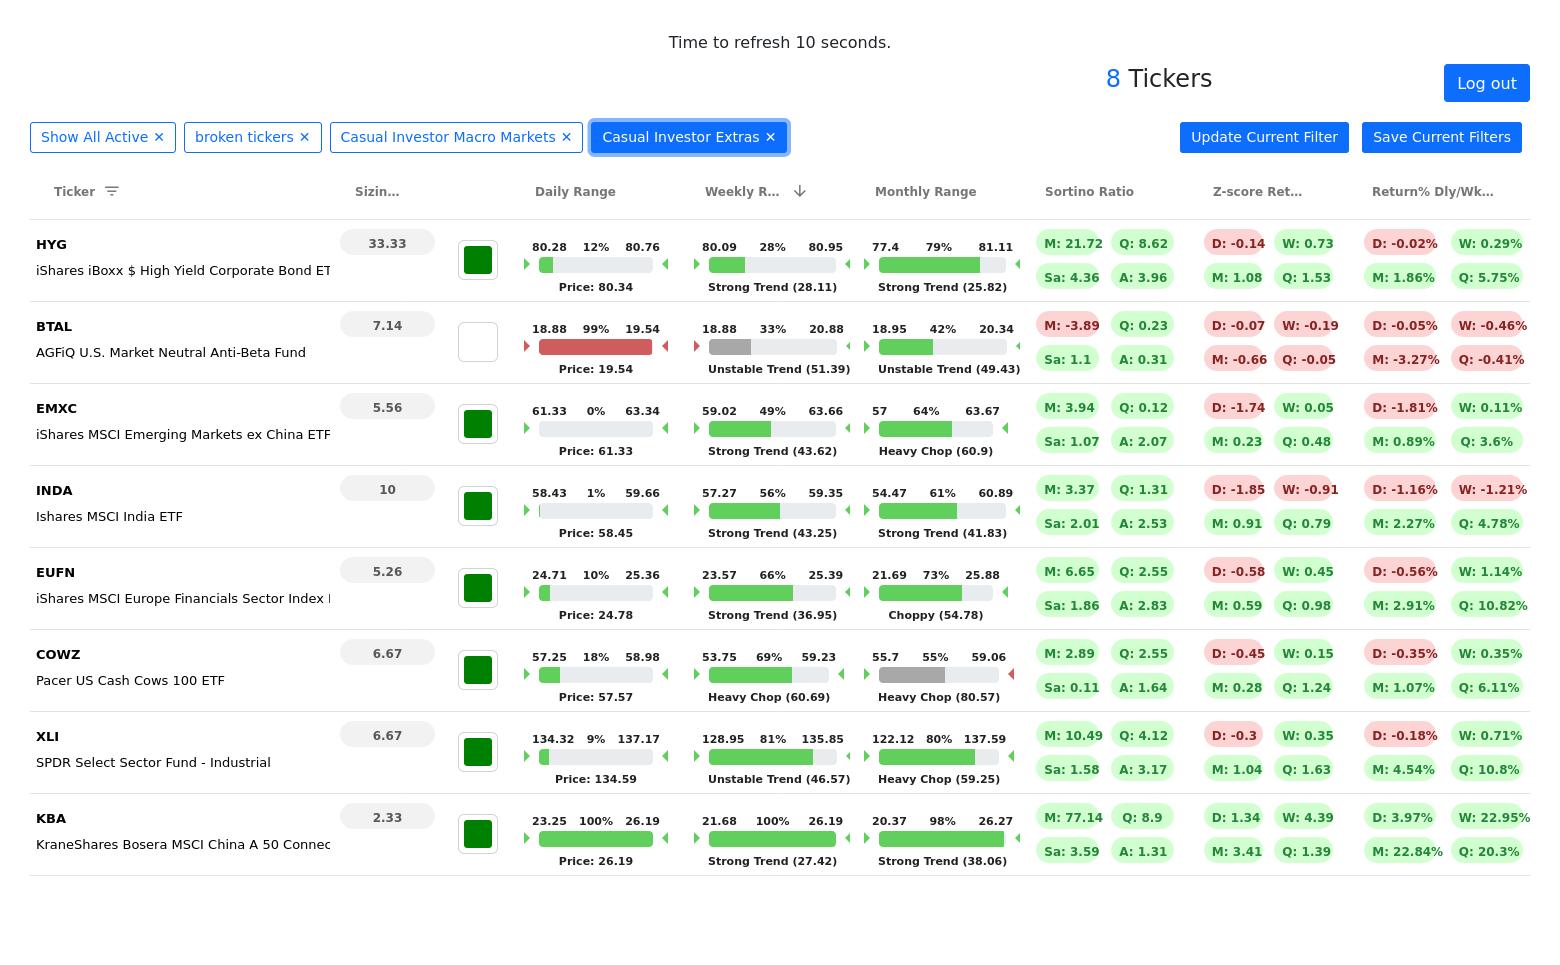 Time to refresh 10 seconds.
8 Tickers
Log out
Show All Active ✕ broken tickers ✕ Casual Investor Macro Markets ✕ Casual Investor Extras ✕ Update Current Filter Save Current Filters
Ticker Sizin... Daily Range Weekly R... Monthly Range Sortino Ratio Z-score Ret... Return% Dly/Wk...
HYG 33.33 80.28 12% 80.76 80.09 28% 80.95 77.4 79% 81.11 M: 21.72 Q: 8.62 D: -0.14 W: 0.73 D: -0.02% W: 0.29%
iShares iBoxx $ High Yield Corporate Bond ET Price: 80.34 Strong Trend (28.11) Strong Trend (25.82) Sa: 4.36 A: 3.96 M: 1.08 Q: 1.53 M: 1.86% Q: 5.75%
BTAL 7.14 18.88 99% 19.54 18.88 33% 20.88 18.95 42% 20.34 M: -3.89 Q: 0.23 D: -0.07 W: -0.19 D: -0.05% W: -0.46%
AGFiQ U.S. Market Neutral Anti-Beta Fund Price: 19.54 Unstable Trend (51.39) Unstable Trend (49.43) Sa: 1.1 A: 0.31 M: -0.66 Q: -0.05 M: -3.27% Q: -0.41%
EMXC 5.56 61.33 0% 63.34 59.02 49% 63.66 57 64% 63.67 M: 3.94 Q: 0.12 D: -1.74 W: 0.05 D: -1.81% W: 0.11%
iShares MSCI Emerging Markets ex China ETF Price: 61.33 Strong Trend (43.62) Heavy Chop (60.9) Sa: 1.07 A: 2.07 M: 0.23 Q: 0.48 M: 0.89% Q: 3.6%
INDA 10 58.43 1% 59.66 57.27 56% 59.35 54.47 61% 60.89 M: 3.37 Q: 1.31 D: -1.85 W: -0.91 D: -1.16% W: -1.21%
Ishares MSCI India ETF Price: 58.45 Strong Trend (43.25) Strong Trend (41.83) Sa: 2.01 A: 2.53 M: 0.91 Q: 0.79 M: 2.27% Q: 4.78%
EUFN 5.26 24.71 10% 25.36 23.57 66% 25.39 21.69 73% 25.88 M: 6.65 Q: 2.55 D: -0.58 W: 0.45 D: -0.56% W: 1.14%
iShares MSCI Europe Financials Sector Index Price: 24.78 Strong Trend (36.95) Choppy (54.78) Sa: 1.86 A: 2.83 M: 0.59 Q: 0.98 M: 2.91% Q: 10.82%
COWZ 6.67 57.25 18% 58.98 53.75 69% 59.23 55.7 55% 59.06 M: 2.89 Q: 2.55 D: -0.45 W: 0.15 D: -0.35% W: 0.35%
Pacer US Cash Cows 100 ETF Price: 57.57 Heavy Chop (60.69) Heavy Chop (80.57) Sa: 0.11 A: 1.64 M: 0.28 Q: 1.24 M: 1.07% Q: 6.11%
XLI 6.67 134.32 9% 137.17 128.95 81% 135.85 122.12 80% 137.59 M: 10.49 Q: 4.12 D: -0.3 W: 0.35 D: -0.18% W: 0.71%
SPDR Select Sector Fund - Industrial Price: 134.59 Unstable Trend (46.57) Heavy Chop (59.25) Sa: 1.58 A: 3.17 M: 1.04 Q: 1.63 M: 4.54% Q: 10.8%
KBA 2.33 23.25 100% 26.19 21.68 100% 26.19 20.37 98% 26.27 M: 77.14 Q: 8.9 D: 1.34 W: 4.39 D: 3.97% W: 22.95%
KraneShares Bosera MSCI China A 50 Connec Price: 26.19 Strong Trend (27.42) Strong Trend (38.06) Sa: 3.59 A: 1.31 M: 3.41 Q: 1.39 M: 22.84% Q: 20.3%